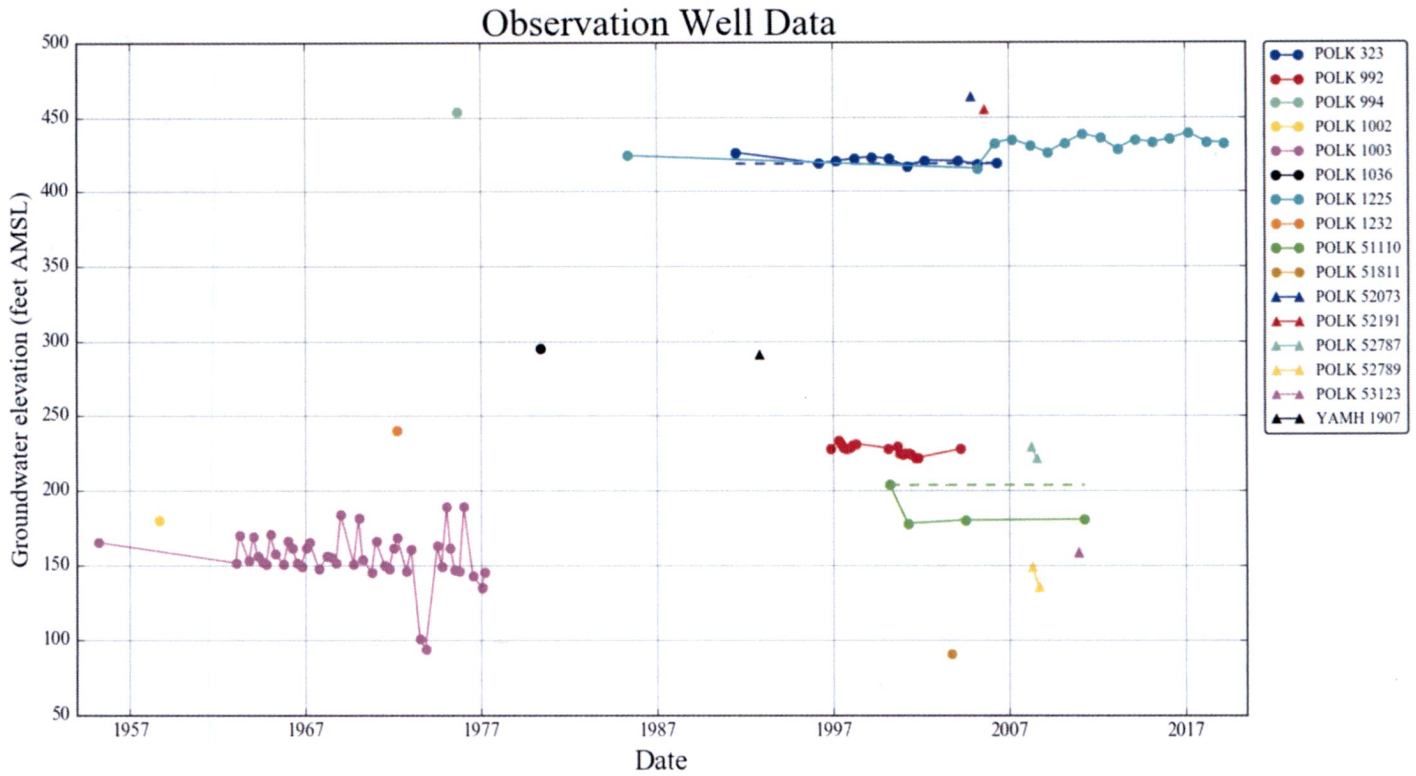 Observation Well Data
Groundwater elevation (feet AMSL)
500
450
400
350
300
250
200
150
100
50
1957
1967
1977
1987
1997
2007
2017
Date
POLK 323
POLK 992
POLK 994
POLK 1002
POLK 1003
POLK 1036
POLK 1225
POLK 1232
POLK 51110
POLK 51811
POLK 52073
POLK 52191
POLK 52787
POLK 52789
POLK 53123
YAMH 1907